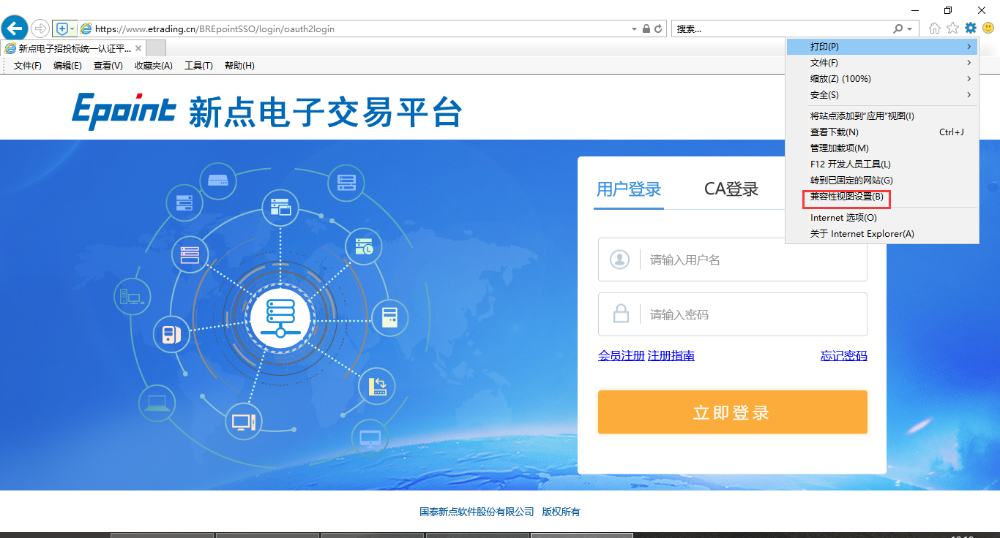 https://www.etrading.cn/BREpointSSO/login/oauth2login
搜索...
新点电子招投标统一认证平...
文件(F) 编辑(E) 查看(V) 收藏夹(A) 工具(T) 帮助(H)
打印(P)
文件(F)
缩放(Z) (100%)
安全(S)
将站点添加到“应用”视图(I)
查看下载(N) Ctrl+J
管理加载项(M)
F12 开发人员工具(L)
转到已固定的网站(G)
兼容性视图设置(B)
Internet 选项(O)
关于 Internet Explorer(A)
Epoint 新点电子交易平台
用户登录 CA登录
请输入用户名
请输入密码
会员注册 注册指南 忘记密码
立即登录
国泰新点软件股份有限公司 版权所有